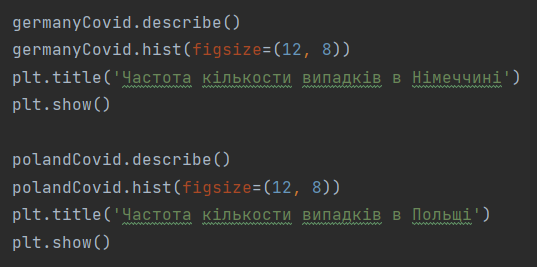 germanyCovid.describe()
germanyCovid.hist(figsize=(12, 8))
plt.title('Частота кількости випадків в Німеччині')
plt.show()
polandCovid.describe()
polandCovid.hist(figsize=(12, 8))
plt.title('Частота кількости випадків в Польщі')
plt.show()